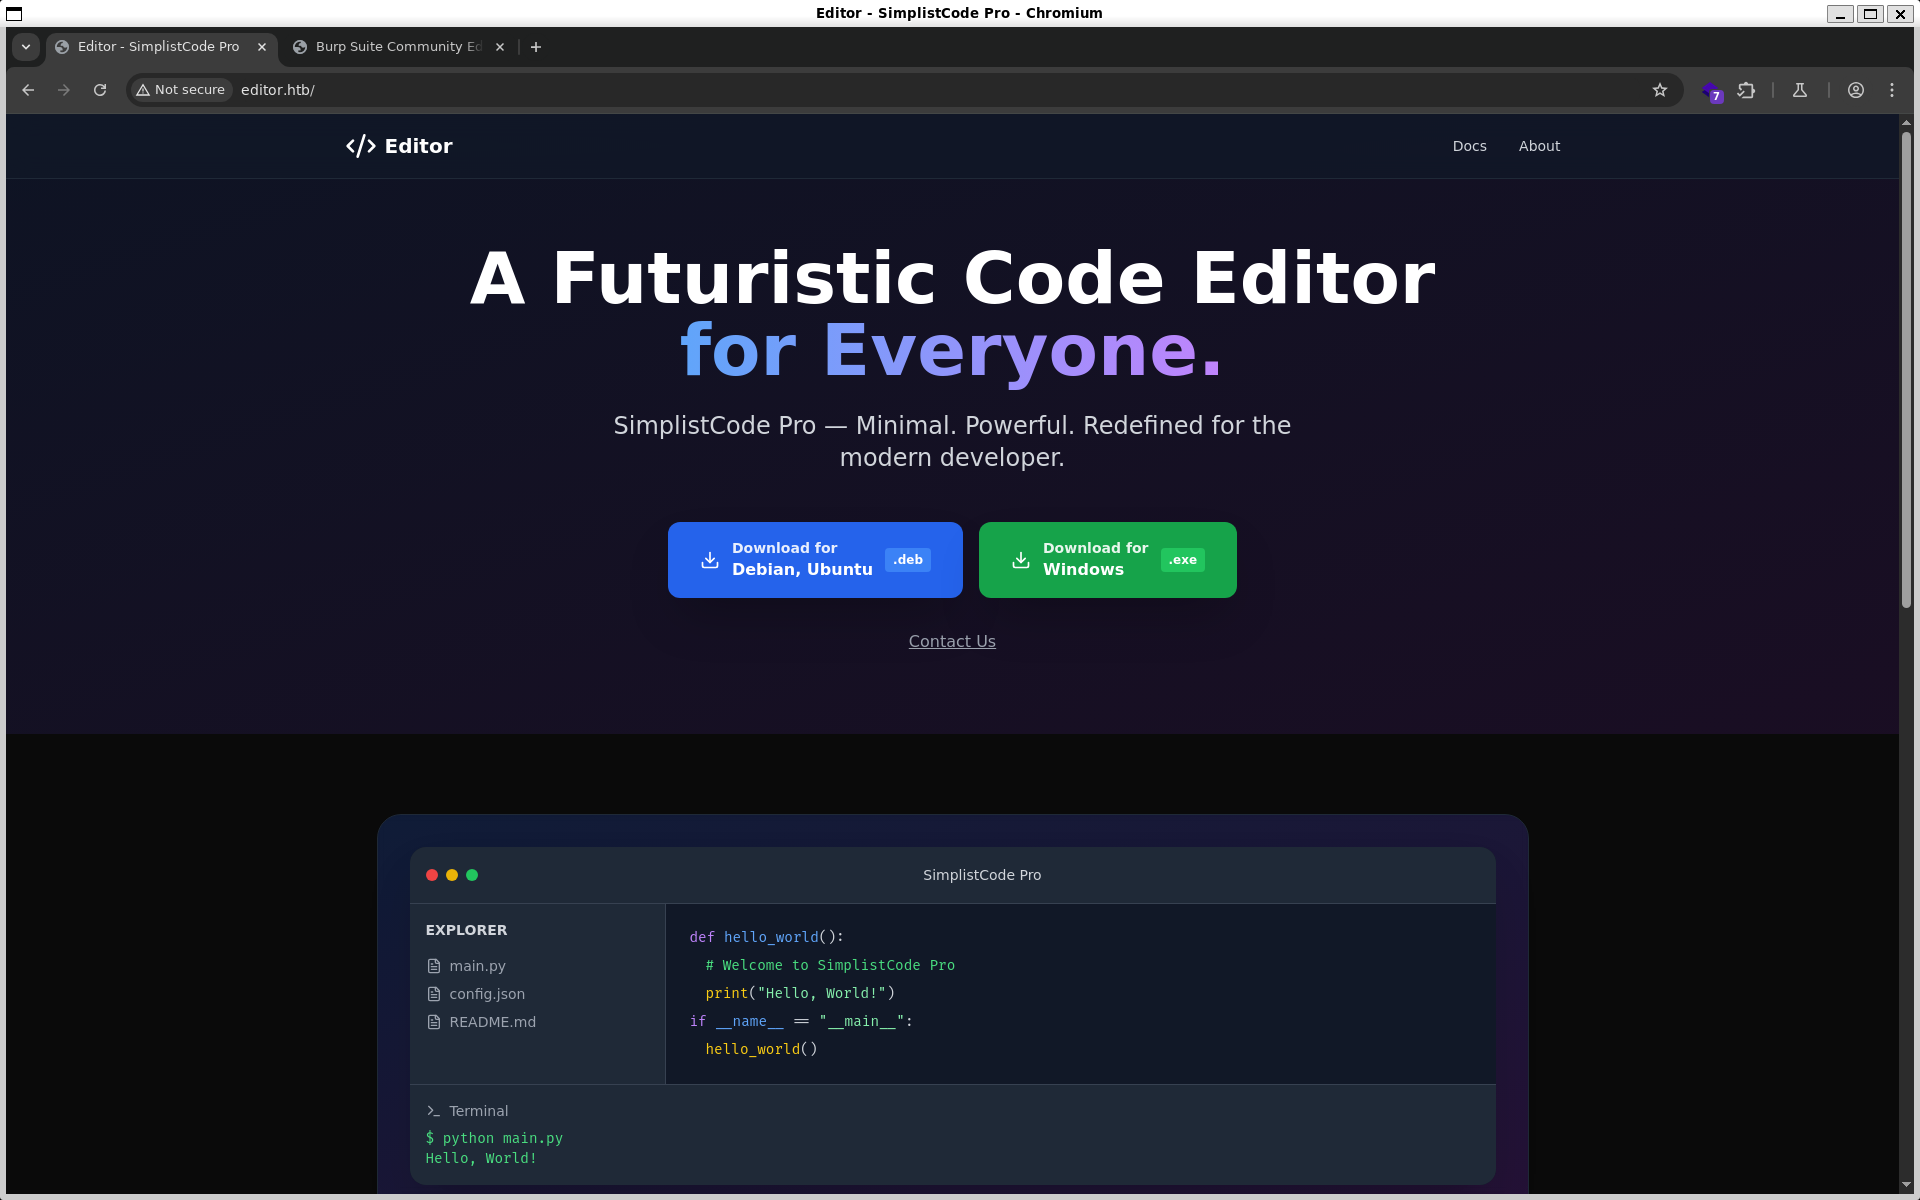 Editor - SimplistCode Pro - Chromium
Editor - SimplistCode Pro
Burp Suite Community Ed
Not secure
editor.htb/
7
Editor
Docs
About
A Futuristic Code Editor
for Everyone.
SimplistCode Pro — Minimal. Powerful. Redefined for the
modern developer.
Download for
Debian, Ubuntu
.deb
Download for
Windows
.exe
Contact Us
SimplistCode Pro
EXPLORER
main.py
config.json
README.md
def hello_world():
# Welcome to SimplistCode Pro
print("Hello, World!")
if __name__ == "__main__":
hello_world()
Terminal
$ python main.py
Hello, World!